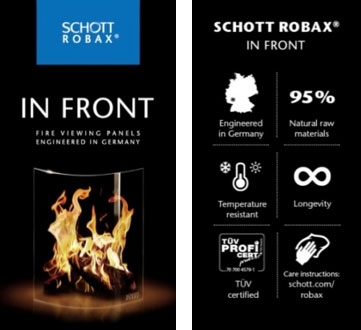 SCHOTT
ROBAX®
IN FRONT
FIRE VIEWING PANELS
ENGINEERED IN GERMANY
SCHOTT ROBAX®
IN FRONT
Engineered
in Germany
95%
Natural raw
materials
Temperature
resistant
Longevity
TÜV
PROFi
CERT
TÜV
certified
Care instructions:
schott.com/
robax